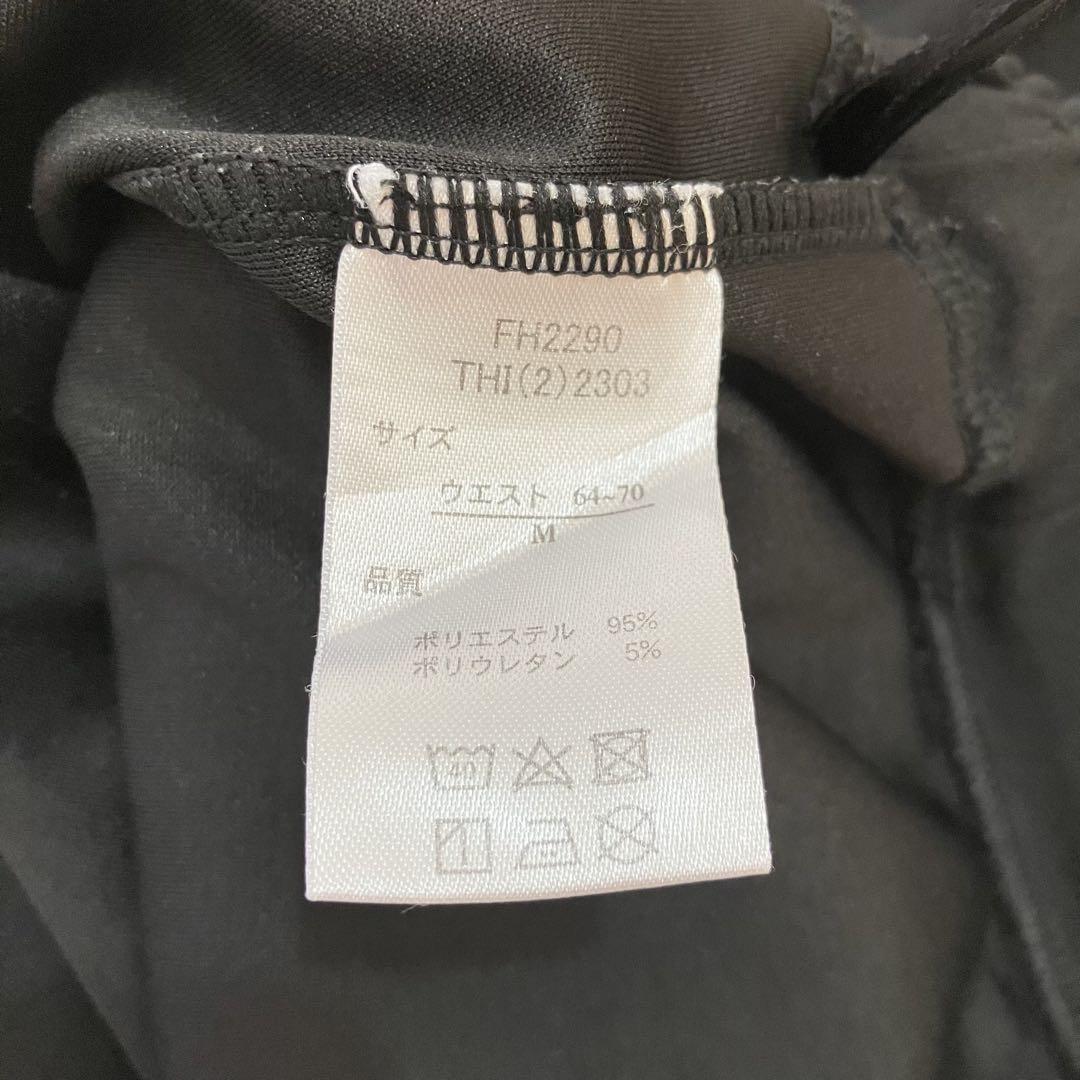 FH2290
THI(2)2303
サイズ
ウエスト 64~70
M
品質
ポリエステル 95%
ポリウレタン 5%
40